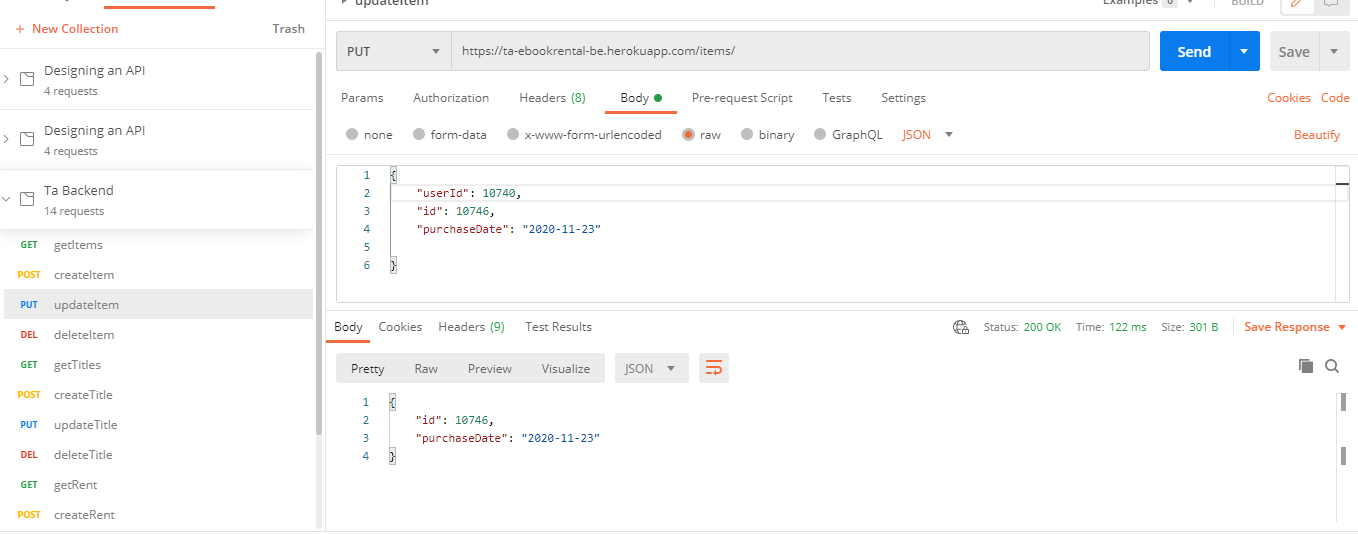 updateItem Examples 0 BUILD
+ New Collection Trash
Designing an API
4 requests
Designing an API
4 requests
Ta Backend
14 requests
GET getItems
POST createItem
PUT updateItem
DEL deleteItem
GET getTitles
POST createTitle
PUT updateTitle
DEL deleteTitle
GET getRent
POST createRent
PUT https://ta-ebookrental-be.herokuapp.com/items/ Send Save
Params Authorization Headers (8) Body Pre-request Script Tests Settings Cookies Code
none form-data x-www-form-urlencoded raw binary GraphQL JSON Beautify
1 {
2 "userId": 10740,
3 "id": 10746,
4 "purchaseDate": "2020-11-23"
5
6 }
Body Cookies Headers (9) Test Results Status: 200 OK Time: 122 ms Size: 301 B Save Response
Pretty Raw Preview Visualize JSON
1 {
2 "id": 10746,
3 "purchaseDate": "2020-11-23"
4 }